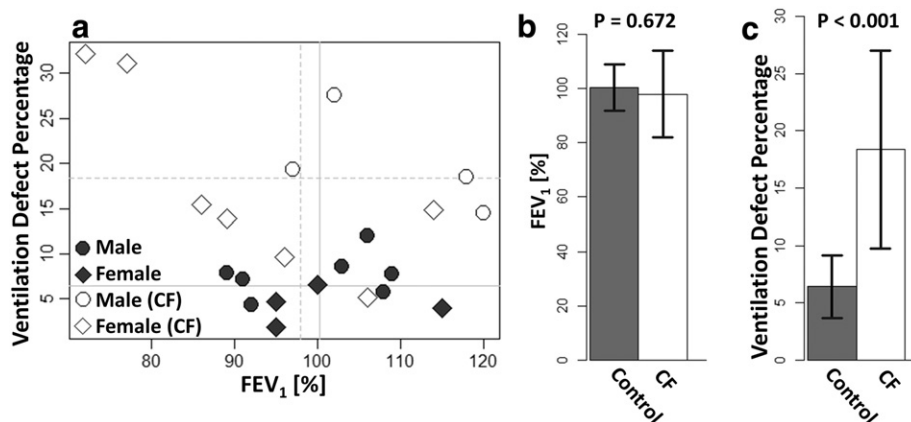 a
Ventilation Defect Percentage
30
25
20
15
10
5
Male
Female
Male (CF)
Female (CF)
80 90 100 110 120
FEV₁ [%]
b
P = 0.672
FEV₁ [%]
120
100
80
60
40
20
0
Control CF
c
P < 0.001
Ventilation Defect Percentage
30
25
20
15
10
5
0
Control CF